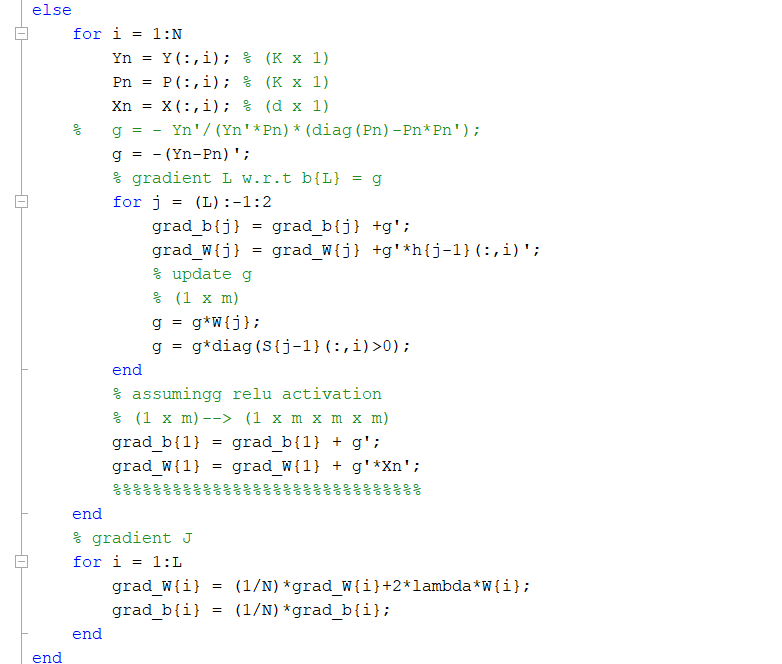 else
for i = 1:N
Yn = Y(:,i); % (K x 1)
Pn = P(:,i); % (K x 1)
Xn = X(:,i); % (d x 1)
% g = - Yn'/(Yn'*Pn)*(diag(Pn)-Pn*Pn');
g = -(Yn-Pn)';
% gradient L w.r.t b{L} = g
for j = (L):-1:2
grad_b{j} = grad_b{j} +g';
grad_W{j} = grad_W{j} +g'*h{j-1}(:,i)';
% update g
% (1 x m)
g = g*W{j};
g = g*diag(S{j-1}(:,i)>0);
end
% assumingg relu activation
% (1 x m)--> (1 x m x m x m)
grad_b{1} = grad_b{1} + g';
grad_W{1} = grad_W{1} + g'*Xn';
%%%%%%%%%%%%%%%%%%%%%%%%%%%%%%%
end
% gradient J
for i = 1:L
grad_W{i} = (1/N)*grad_W{i}+2*lambda*W{i};
grad_b{i} = (1/N)*grad_b{i};
end
end